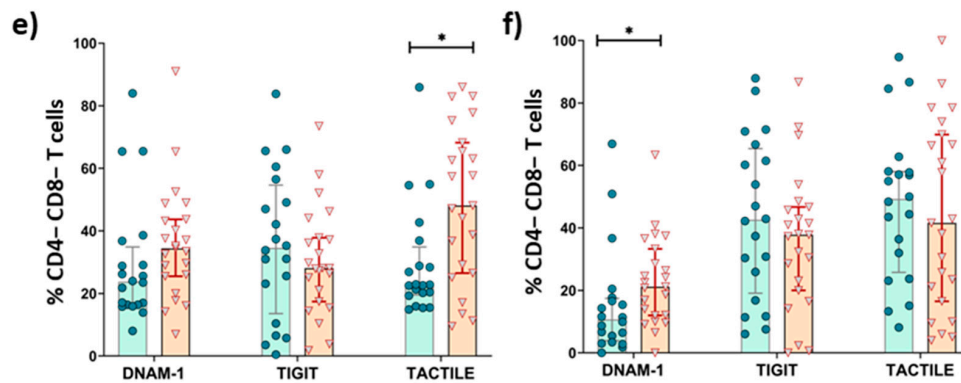 e)
*
% CD4– CD8– T cells
100
80
60
40
20
0
DNAM-1 TIGIT TACTILE
f)
*
% CD4– CD8– T cells
100
80
60
40
20
0
DNAM-1 TIGIT TACTILE